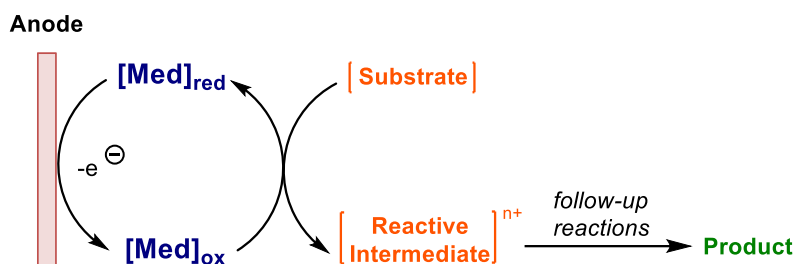 Anode
[Med]red
[Substrate]
-e ⊖
[Med]ox
[Reactive
Intermediate]n+
follow-up
reactions
Product